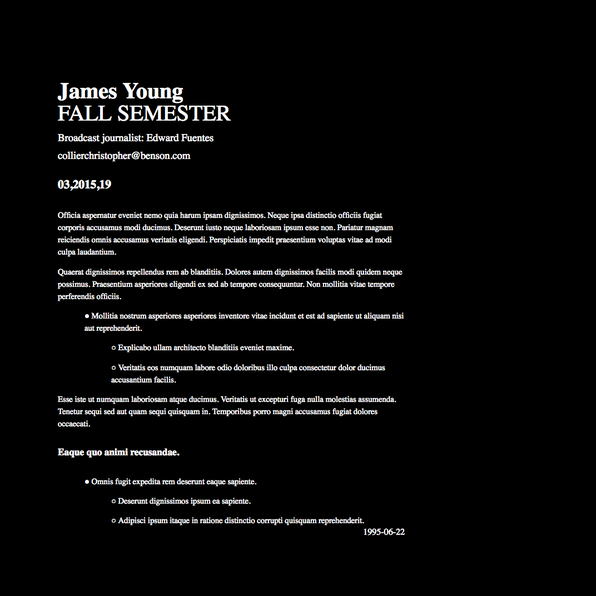 James Young
FALL SEMESTER
Broadcast journalist: Edward Fuentes
collierchristopher@benson.com
03,2015,19
Officia aspernatur eveniet nemo quia harum ipsam dignissimos. Neque ipsa distinctio officiis fugiat
corporis accusamus modi ducimus. Deserunt iusto neque laboriosam ipsum esse non. Pariatur magnam
reiciendis omnis accusamus veritatis eligendi. Perspiciatis impedit praesentium voluptas vitae ad modi
culpa laudantium.
Quaerat dignissimos repellendus rem ab blanditiis. Dolores autem dignissimos facilis modi quidem neque
possimus. Praesentium asperiores eligendi ex sed ab tempore consequuntur. Non mollitia vitae tempore
perferendis officiis.
● Mollitia nostrum asperiores asperiores inventore vitae incidunt et est ad sapiente ut aliquam nisi
aut reprehenderit.
○ Explicabo ullam architecto blanditiis eveniet maxime.
○ Veritatis eos numquam labore odio doloribus illo culpa consectetur dolor ducimus
accusantium facilis.
Esse iste ut numquam laboriosam atque ducimus. Veritatis ut excepturi fuga nulla molestias assumenda.
Tenetur sequi sed aut quam sequi quisquam in. Temporibus porro magni accusamus fugiat dolores
occaecati.
Eaque quo animi recusandae.
● Omnis fugit expedita rem deserunt eaque sapiente.
○ Deserunt dignissimos ipsum ea sapiente.
○ Adipisci ipsum itaque in ratione distinctio corrupti quisquam reprehenderit.
1995-06-22